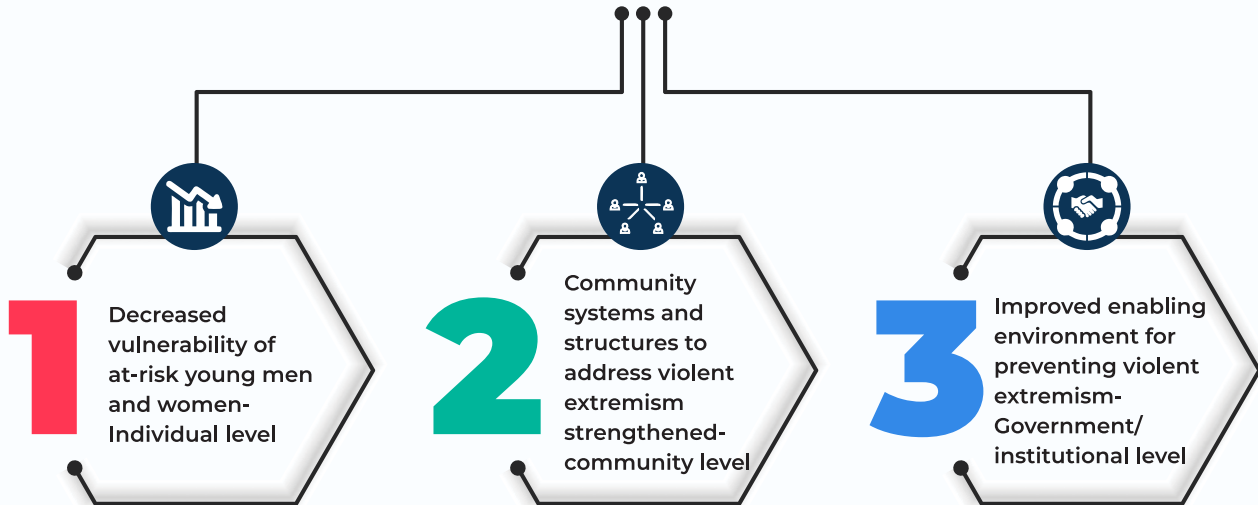 1
Decreased
vulnerability of
at-risk young men
and women-
Individual level
2
Community
systems and
structures to
address violent
extremism
strengthened-
community level
3
Improved enabling
environment for
preventing violent
extremism-
Government/
institutional level